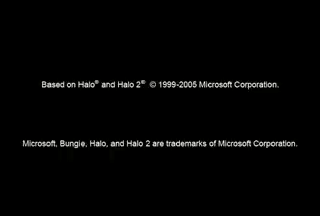 Based on Halo® and Halo 2® © 1999-2005 Microsoft Corporation.
Microsoft, Bungie, Halo, and Halo 2 are trademarks of Microsoft Corporation.